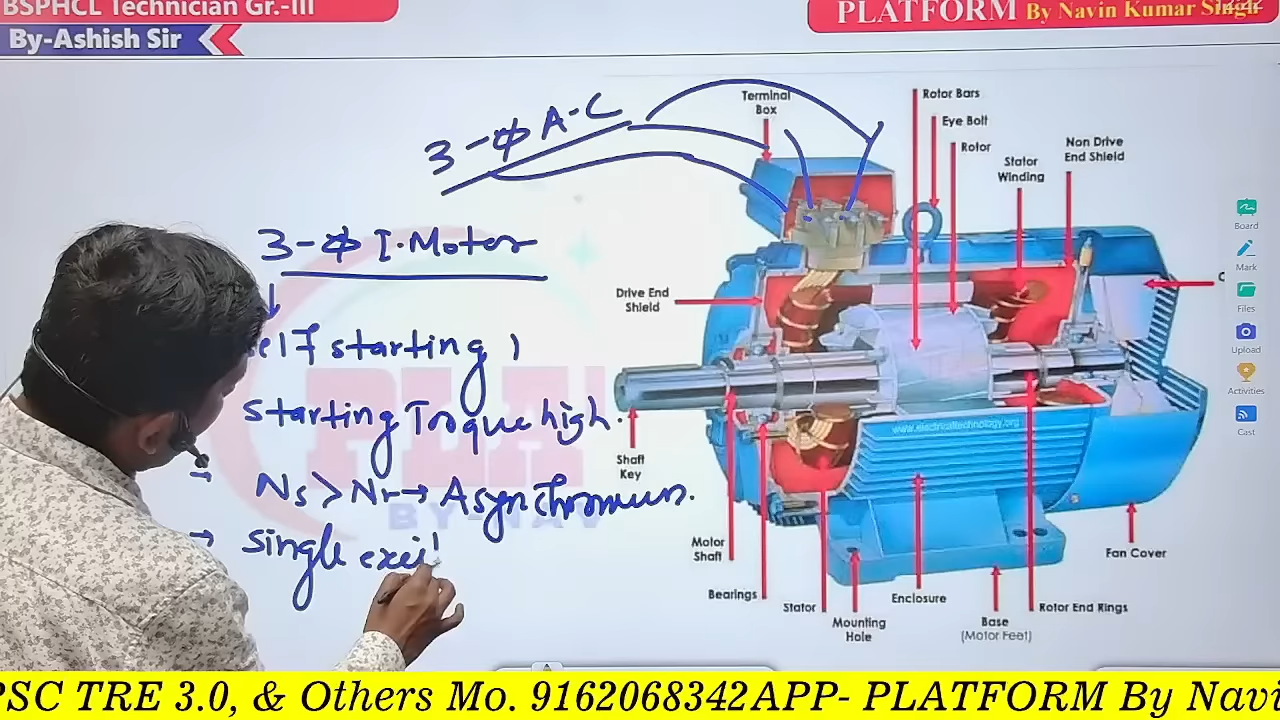 BSPHCL Technician Gr.-III
By-Ashish Sir
PLATFORM By Navin Kumar Singh
3-ϕ A-C
3-ϕ I.Motor
self starting
starting Torque high.
Ns > Nr → Asynchronous.
→ single exci
Terminal Box
Rotor Bars
Eye Bolt
Rotor
Stator Winding
Non Drive End Shield
Drive End Shield
Shaft Key
Motor Shaft
Bearings
Stator
Mounting Hole
Enclosure
Base (Motor Feet)
Rotor End Rings
Fan Cover
www.electricaltechnology.org
Board
Mark
Files
Upload
Activities
Cast
PSC TRE 3.0, & Others Mo. 9162068342APP- PLATFORM By Navi